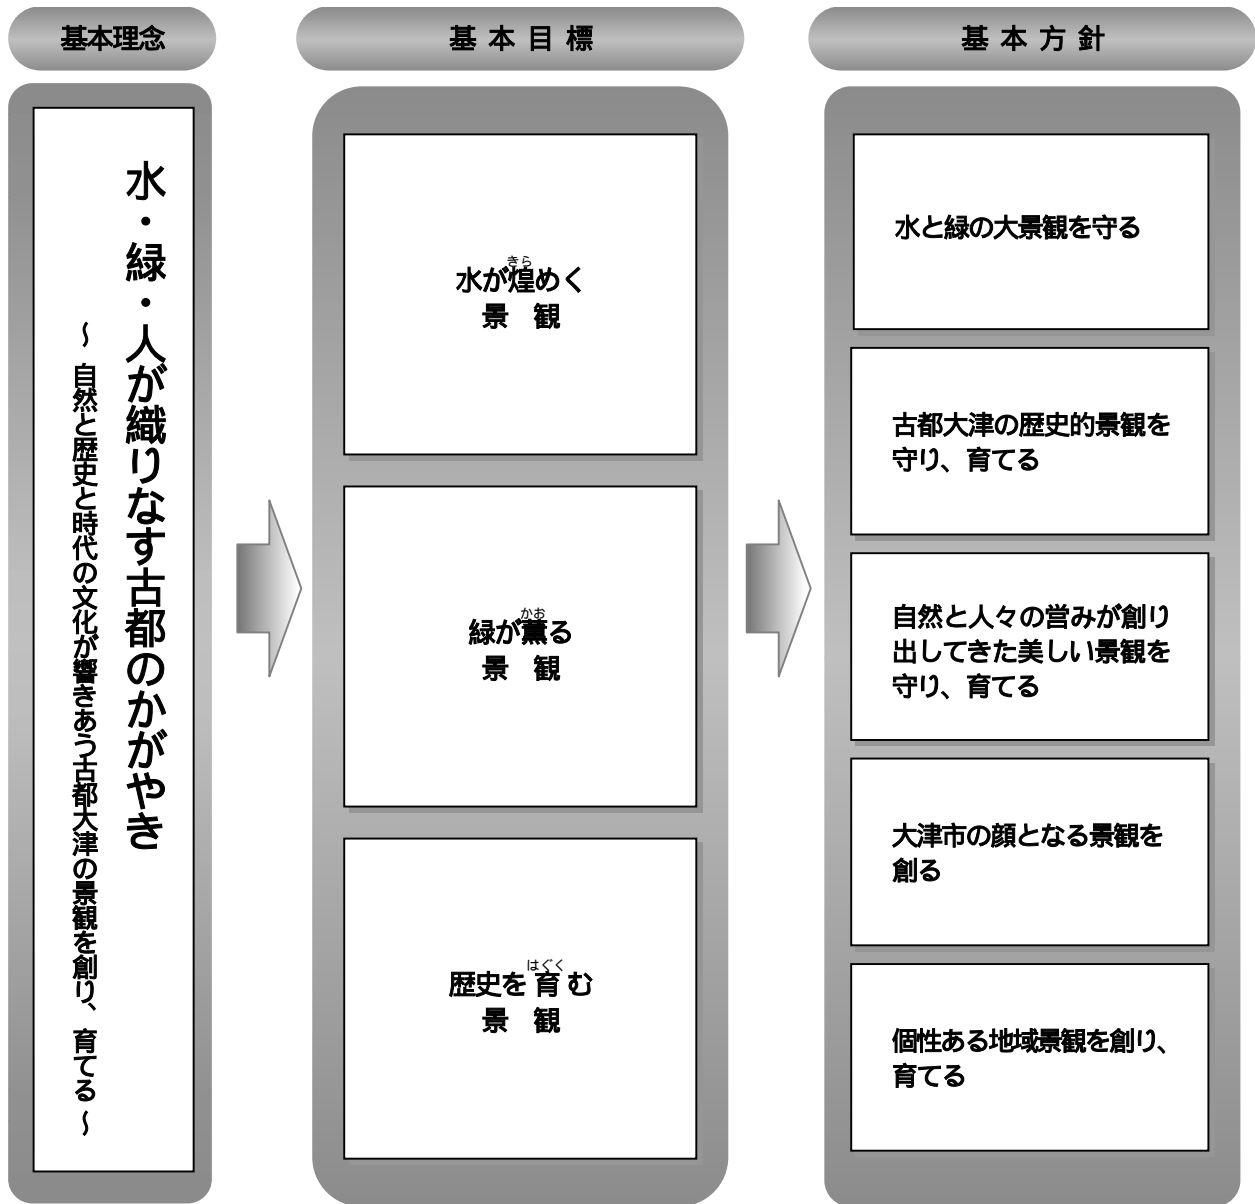 基本理念
水・緑・人が織りなす古都のかがやき
～ 自然と歴史と時代の文化が響きあう古都大津の景観を創り、育てる ～
基本目標
きら
水が煌めく
景 観
かお
緑が薫る
景 観
はぐく
歴史を育む
景 観
基本方針
水と緑の大景観を守る
古都大津の歴史的景観を
守り、育てる
自然と人々の営みが創り
出してきた美しい景観を
守り、育てる
大津市の顔となる景観を
創る
個性ある地域景観を創り、
育てる